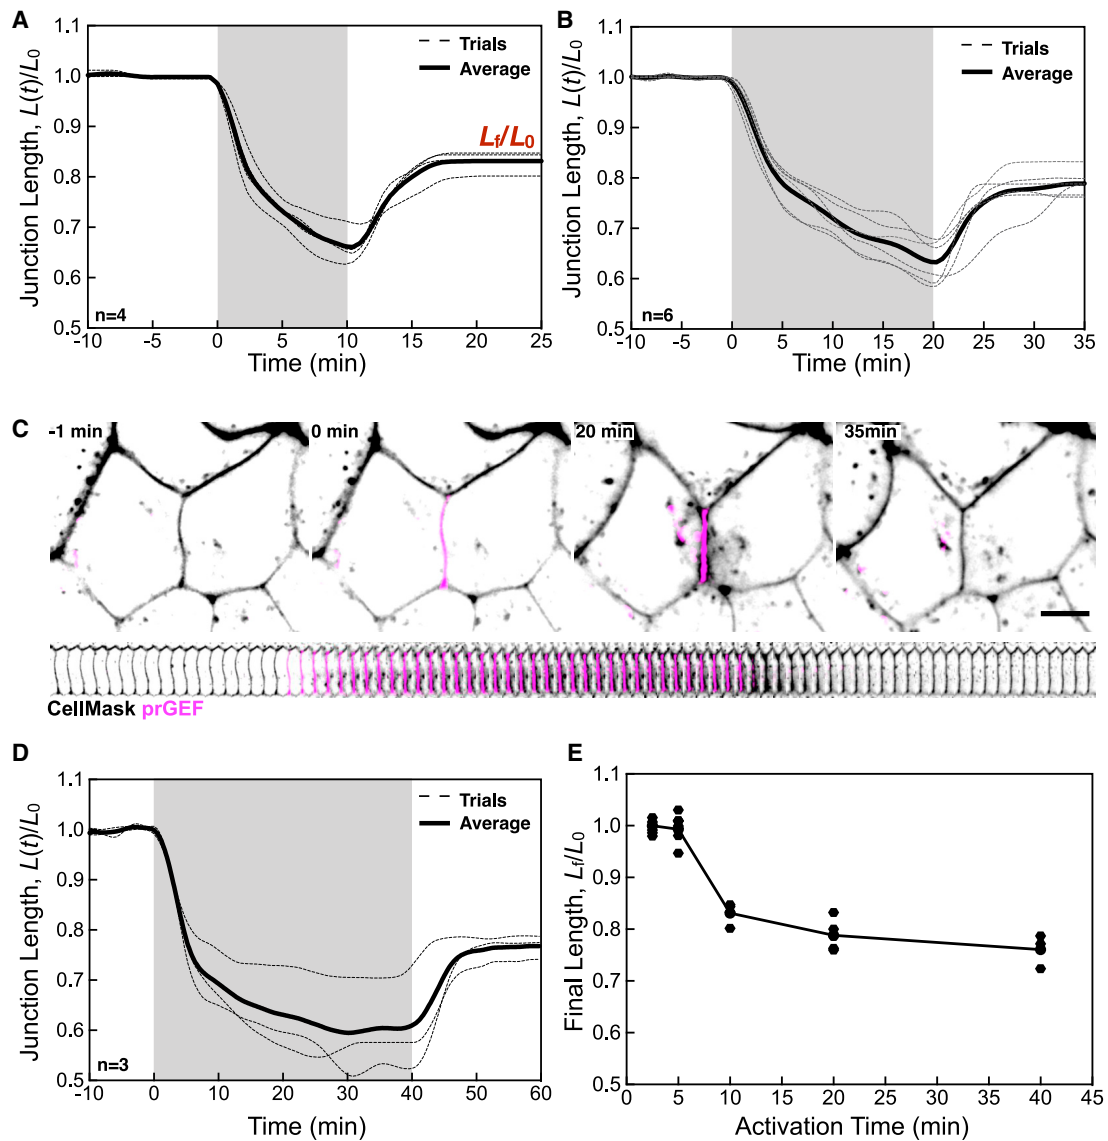 A
1.1
1.0
0.9
0.8
0.7
0.6
0.5
Junction Length, L(t)/L0
-10
-5
0
5
10
15
20
25
Time (min)
Trials
Average
Lf/L0
n=4
B
1.1
1.0
0.9
0.8
0.7
0.6
0.5
Junction Length, L(t)/L0
-10
-5
0
5
10
15
20
25
30
35
Time (min)
Trials
Average
n=6
C
-1 min
0 min
20 min
35min
CellMask prGEF
D
1.1
1.0
0.9
0.8
0.7
0.6
0.5
Junction Length, L(t)/L0
-10
0
10
20
30
40
50
60
Time (min)
Trials
Average
n=3
E
1.1
1.0
0.9
0.8
0.7
0.6
0.5
Final Length, Lf/L0
0
5
10
15
20
25
30
35
40
45
Activation Time (min)